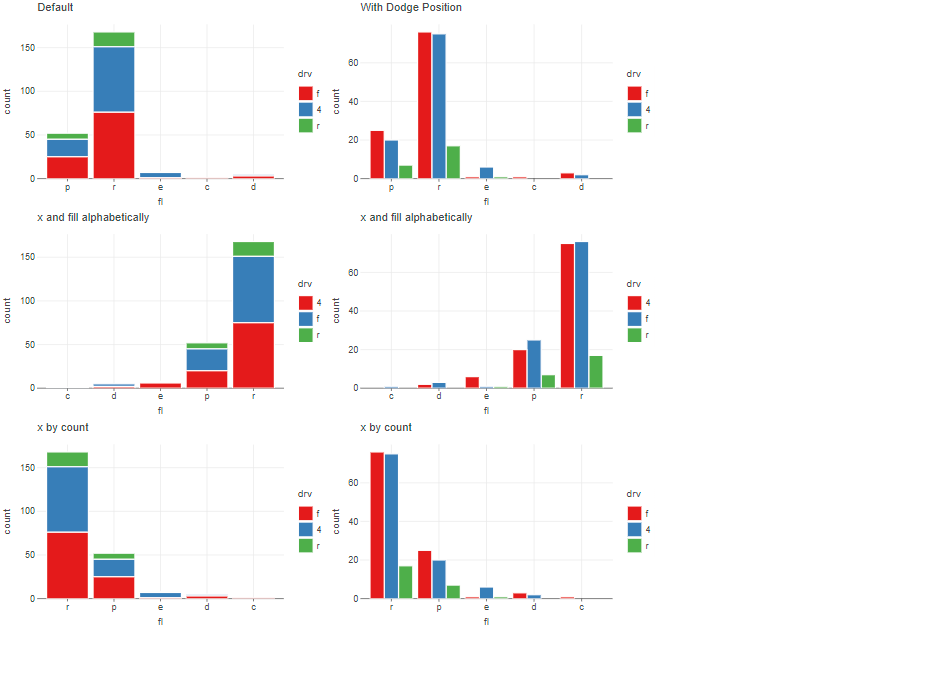 Default
150
100
50
0
count
p r e c d
fl
drv
f
4
r
With Dodge Position
60
40
20
0
count
p r e c d
fl
drv
f
4
r
x and fill alphabetically
150
100
50
0
count
c d e p r
fl
drv
4
f
r
x and fill alphabetically
60
40
20
0
count
c d e p r
fl
drv
4
f
r
x by count
150
100
50
0
count
r p e d c
fl
drv
f
4
r
x by count
60
40
20
0
count
r p e d c
fl
drv
f
4
r